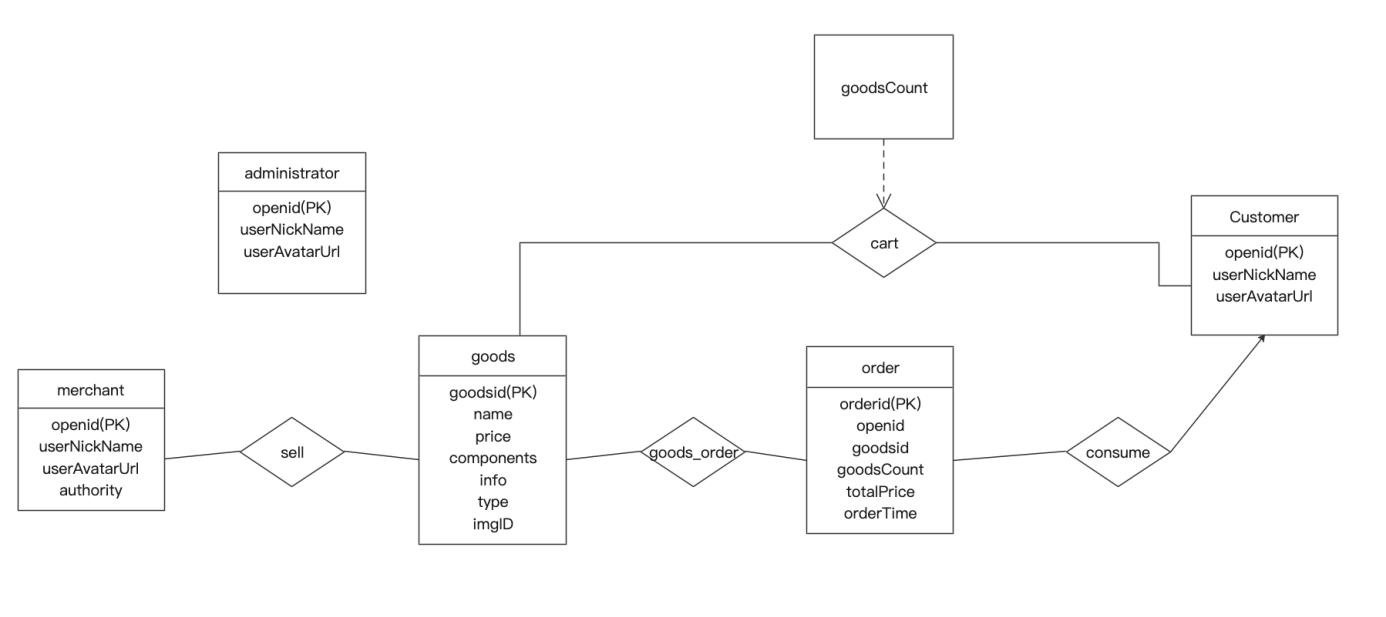 goodsCount
administrator
openid(PK)
userNickName
userAvatarUrl
cart
Customer
openid(PK)
userNickName
userAvatarUrl
merchant
openid(PK)
userNickName
userAvatarUrl
authority
sell
goods
goodsid(PK)
name
price
components
info
type
imgID
goods_order
order
orderid(PK)
openid
goodsid
goodsCount
totalPrice
orderTime
consume